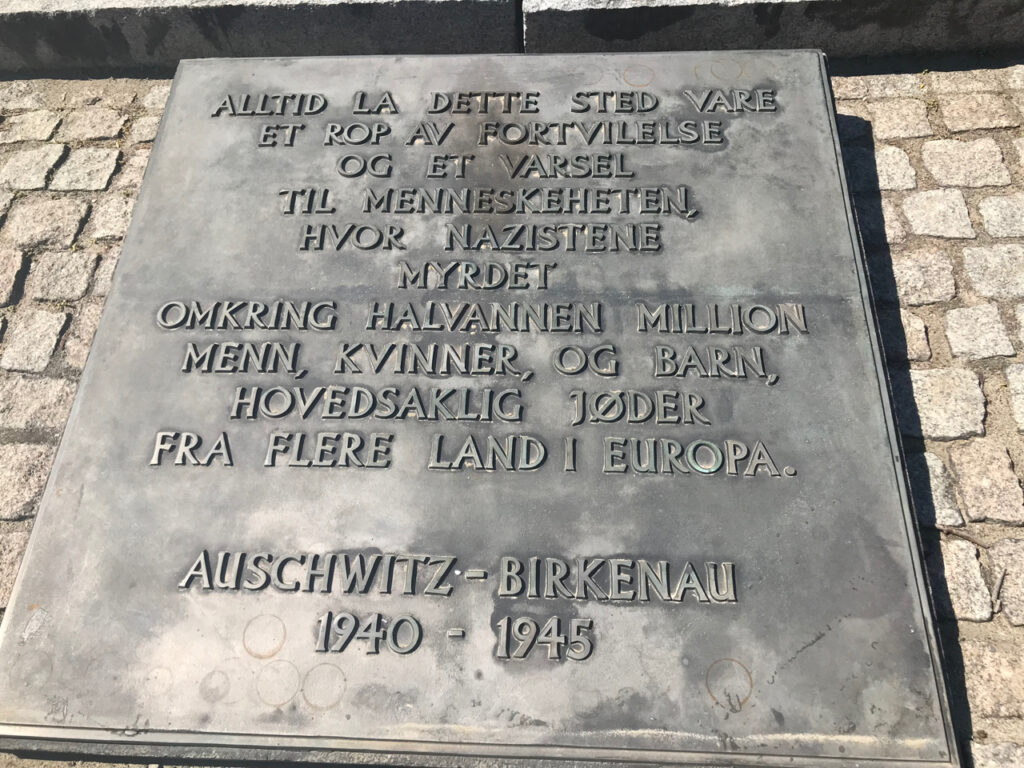 ALLTID LA DETTE STED VARE
ET ROP AV FORTVILELSE
OG ET VARSEL
TIL MENNESKEHETEN,
HVOR NAZISTENE
MYRDET
OMKRING HALVANNEN MILLION
MENN, KVINNER, OG BARN,
HOVEDSAKLIG JØDER
FRA FLERE LAND I EUROPA.
AUSCHWITZ - BIRKENAU
1940 - 1945